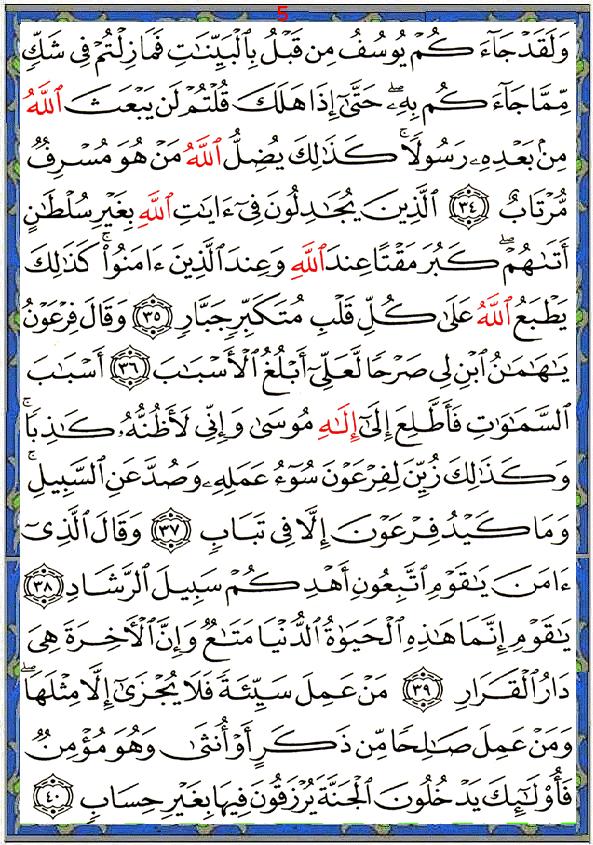 5
وَلَقَدْ جَآءَكُمْ يُوسُفُ مِن قَبْلُ بِٱلْبَيِّنَٰتِ فَمَا زِلْتُمْ فِى شَكٍّ
مِّمَّا جَآءَكُم بِهِۦۖ حَتَّىٰٓ إِذَا هَلَكَ قُلْتُمْ لَن يَبْعَثَ ٱللَّهُ
مِنۢ بَعْدِهِۦ رَسُولًاۚ كَذَٰلِكَ يُضِلُّ ٱللَّهُ مَنْ هُوَ مُسْرِفٌ
مُّرْتَابٌ ٣٤ ٱلَّذِينَ يُجَٰدِلُونَ فِىٓ ءَايَٰتِ ٱللَّهِ بِغَيْرِ سُلْطَٰنٍ
أَتَىٰهُمْۖ كَبُرَ مَقْتًا عِندَ ٱللَّهِ وَعِندَ ٱلَّذِينَ ءَامَنُوا۟ۚ كَذَٰلِكَ
يَطْبَعُ ٱللَّهُ عَلَىٰ كُلِّ قَلْبِ مُتَكَبِّرٍ جَبَّارٍ ٣٥ وَقَالَ فِرْعَوْنُ
يَٰهَٰمَٰنُ ٱبْنِ لِى صَرْحًا لَّعَلِّىٓ أَبْلُغُ ٱلْأَسْبَٰبَ ٣٦ أَسْبَٰبَ
ٱلسَّمَٰوَٰتِ فَأَطَّلِعَ إِلَىٰٓ إِلَٰهِ مُوسَىٰ وَإِنِّى لَأَظُنُّهُۥ كَٰذِبًاۚ
وَكَذَٰلِكَ زُيِّنَ لِفِرْعَوْنَ سُوٓءُ عَمَلِهِۦ وَصُدَّ عَنِ ٱلسَّبِيلِۚ
وَمَا كَيْدُ فِرْعَوْنَ إِلَّا فِى تَبَابٍ ٣٧ وَقَالَ ٱلَّذِىٓ
ءَامَنَ يَٰقَوْمِ ٱتَّبِعُونِ أَهْدِكُمْ سَبِيلَ ٱلرَّشَادِ ٣٨
يَٰقَوْمِ إِنَّمَا هَٰذِهِ ٱلْحَيَوٰةُ ٱلدُّنْيَا مَتَٰعٌ وَإِنَّ ٱلْءَاخِرَةَ هِىَ
دَارُ ٱلْقَرَارِ ٣٩ مَنْ عَمِلَ سَيِّئَةً فَلَا يُجْزَىٰٓ إِلَّا مِثْلَهَاۖ
وَمَنْ عَمِلَ صَٰلِحًا مِّن ذَكَرٍ أَوْ أُنثَىٰ وَهُوَ مُؤْمِنٌ
فَأُو۟لَٰٓئِكَ يَدْخُلُونَ ٱلْجَنَّةَ يُرْزَقُونَ فِيهَا بِغَيْرِ حِسَابٍ ٤٠